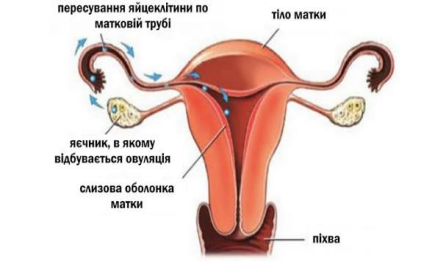 пересування яйцеклітини по
матковій трубі
тіло матки
яєчник, в якому
відбувається овуляція
слизова оболонка
матки
піхва